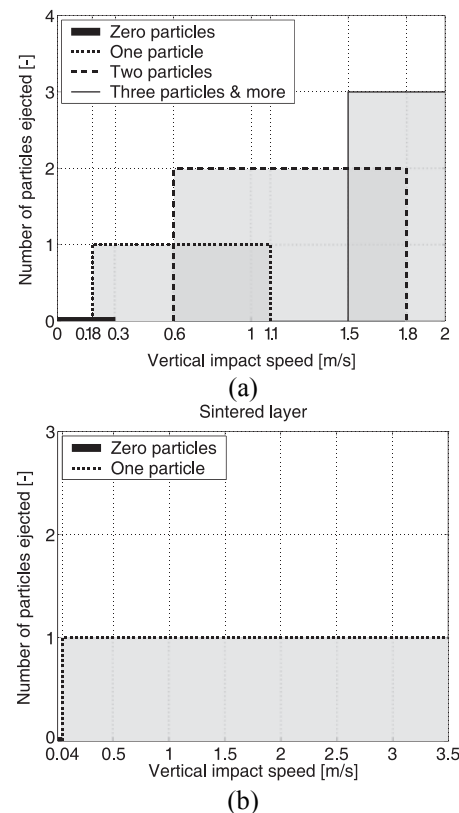 4
3
2
1
0
Number of particles ejected [-]
Zero particles
One particle
Two particles
Three particles & more
0 0.18 0.3 0.6 1 1.1 1.5 1.8 2
Vertical impact speed [m/s]
(a)
Sintered layer
3
2
1
0
Number of particles ejected [-]
Zero particles
One particle
0.04 0.5 1 1.5 2 2.5 3 3.5
Vertical impact speed [m/s]
(b)